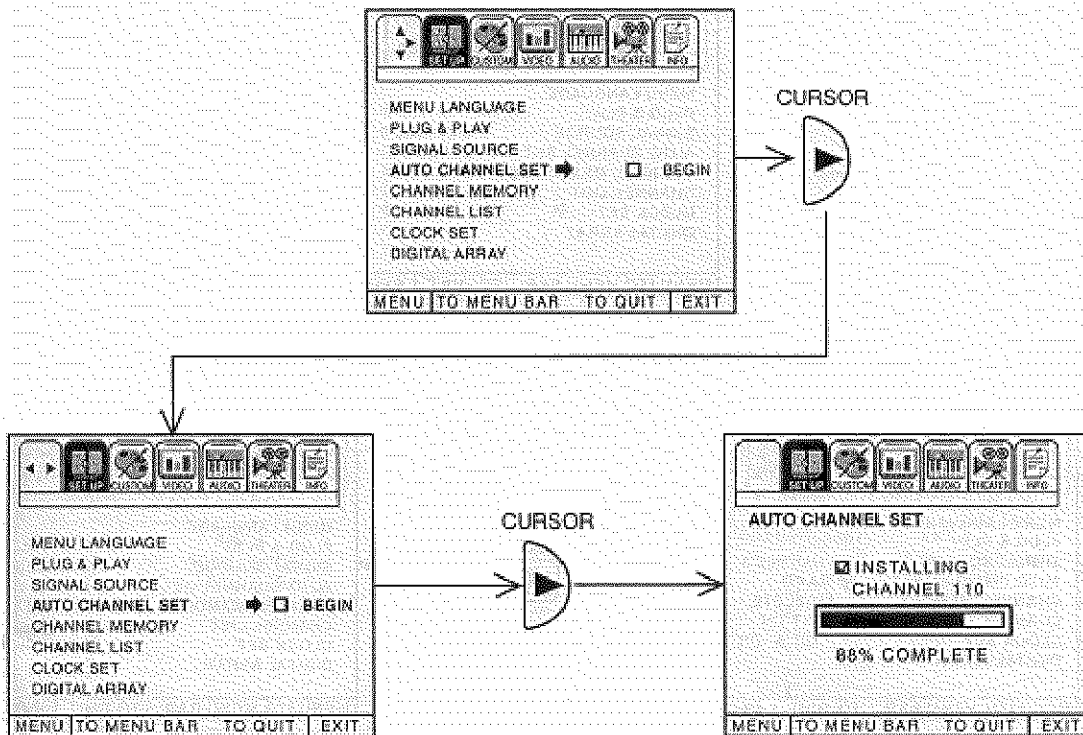 SET UP CUSTOM VIDEO AUDIO THEATER INFO
MENU LANGUAGE
PLUG & PLAY
SIGNAL SOURCE
AUTO CHANNEL SET BEGIN
CHANNEL MEMORY
CHANNEL LIST
CLOCK SET
DIGITAL ARRAY
MENU TO MENU BAR TO QUIT EXIT
CURSOR
SET UP CUSTOM VIDEO AUDIO THEATER INFO
MENU LANGUAGE
PLUG & PLAY
SIGNAL SOURCE
AUTO CHANNEL SET BEGIN
CHANNEL MEMORY
CHANNEL LIST
CLOCK SET
DIGITAL ARRAY
MENU TO MENU BAR TO QUIT EXIT
CURSOR
SET UP CUSTOM VIDEO AUDIO THEATER INFO
AUTO CHANNEL SET
INSTALLING
CHANNEL 110
88% COMPLETE
MENU TO MENU BAR TO QUIT EXIT